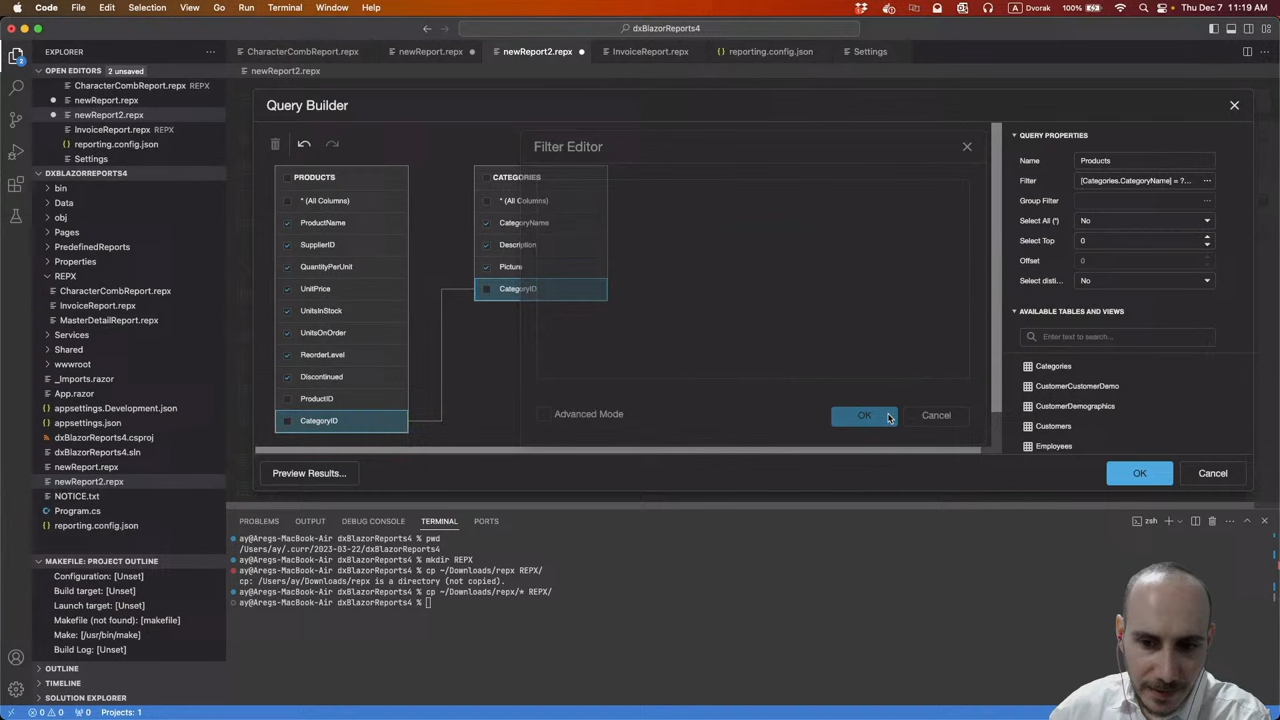 Code File Edit Selection View Go Run Terminal Window Help
A Dvorak 100% Thu Dec 7 11:19 AM
dxBlazorReports4
EXPLORER
CharacterCombReport.repx newReport.repx newReport2.repx InvoiceReport.repx reporting.config.json Settings
OPEN EDITORS 2 unsaved
newReport2.repx
CharacterCombReport.repx REPX
newReport.repx
newReport2.repx
InvoiceReport.repx REPX
reporting.config.json
Settings
DXBLAZORREPORTS4
bin
Data
obj
Pages
PredefinedReports
Properties
REPX
CharacterCombReport.repx
InvoiceReport.repx
MasterDetailReport.repx
Services
Shared
wwwroot
_Imports.razor
App.razor
appsettings.Development.json
appsettings.json
dxBlazorReports4.csproj
dxBlazorReports4.sln
newReport.repx
newReport2.repx
NOTICE.txt
Program.cs
reporting.config.json
MAKEFILE: PROJECT OUTLINE
Configuration: [Unset]
Build target: [Unset]
Launch target: [Unset]
Makefile (not found): [makefile]
Make: [/usr/bin/make]
Build Log: [Unset]
OUTLINE
TIMELINE
SOLUTION EXPLORER
2
Query Builder
PRODUCTS
* (All Columns)
ProductName
SupplierID
QuantityPerUnit
UnitPrice
UnitsInStock
UnitsOnOrder
ReorderLevel
Discontinued
ProductID
CategoryID
CATEGORIES
* (All Columns)
CategoryName
Description
Picture
CategoryID
Filter Editor
Advanced Mode
OK Cancel
QUERY PROPERTIES
Name Products
Filter [Categories.CategoryName] = ?... ...
Group Filter ...
Select All (*) No
Select Top 0
Offset 0
Select disti... No
AVAILABLE TABLES AND VIEWS
Enter text to search...
Categories
CustomerCustomerDemo
CustomerDemographics
Customers
Employees
Preview Results...
OK Cancel
PROBLEMS OUTPUT DEBUG CONSOLE TERMINAL PORTS
zsh
ay@Aregs-MacBook-Air dxBlazorReports4 % pwd
/Users/ay/.curr/2023-03-22/dxBlazorReports4
ay@Aregs-MacBook-Air dxBlazorReports4 % mkdir REPX
ay@Aregs-MacBook-Air dxBlazorReports4 % cp ~/Downloads/repx REPX/
cp: /Users/ay/Downloads/repx is a directory (not copied).
ay@Aregs-MacBook-Air dxBlazorReports4 % cp ~/Downloads/repx/* REPX/
ay@Aregs-MacBook-Air dxBlazorReports4 %
0 0 0 Projects: 1